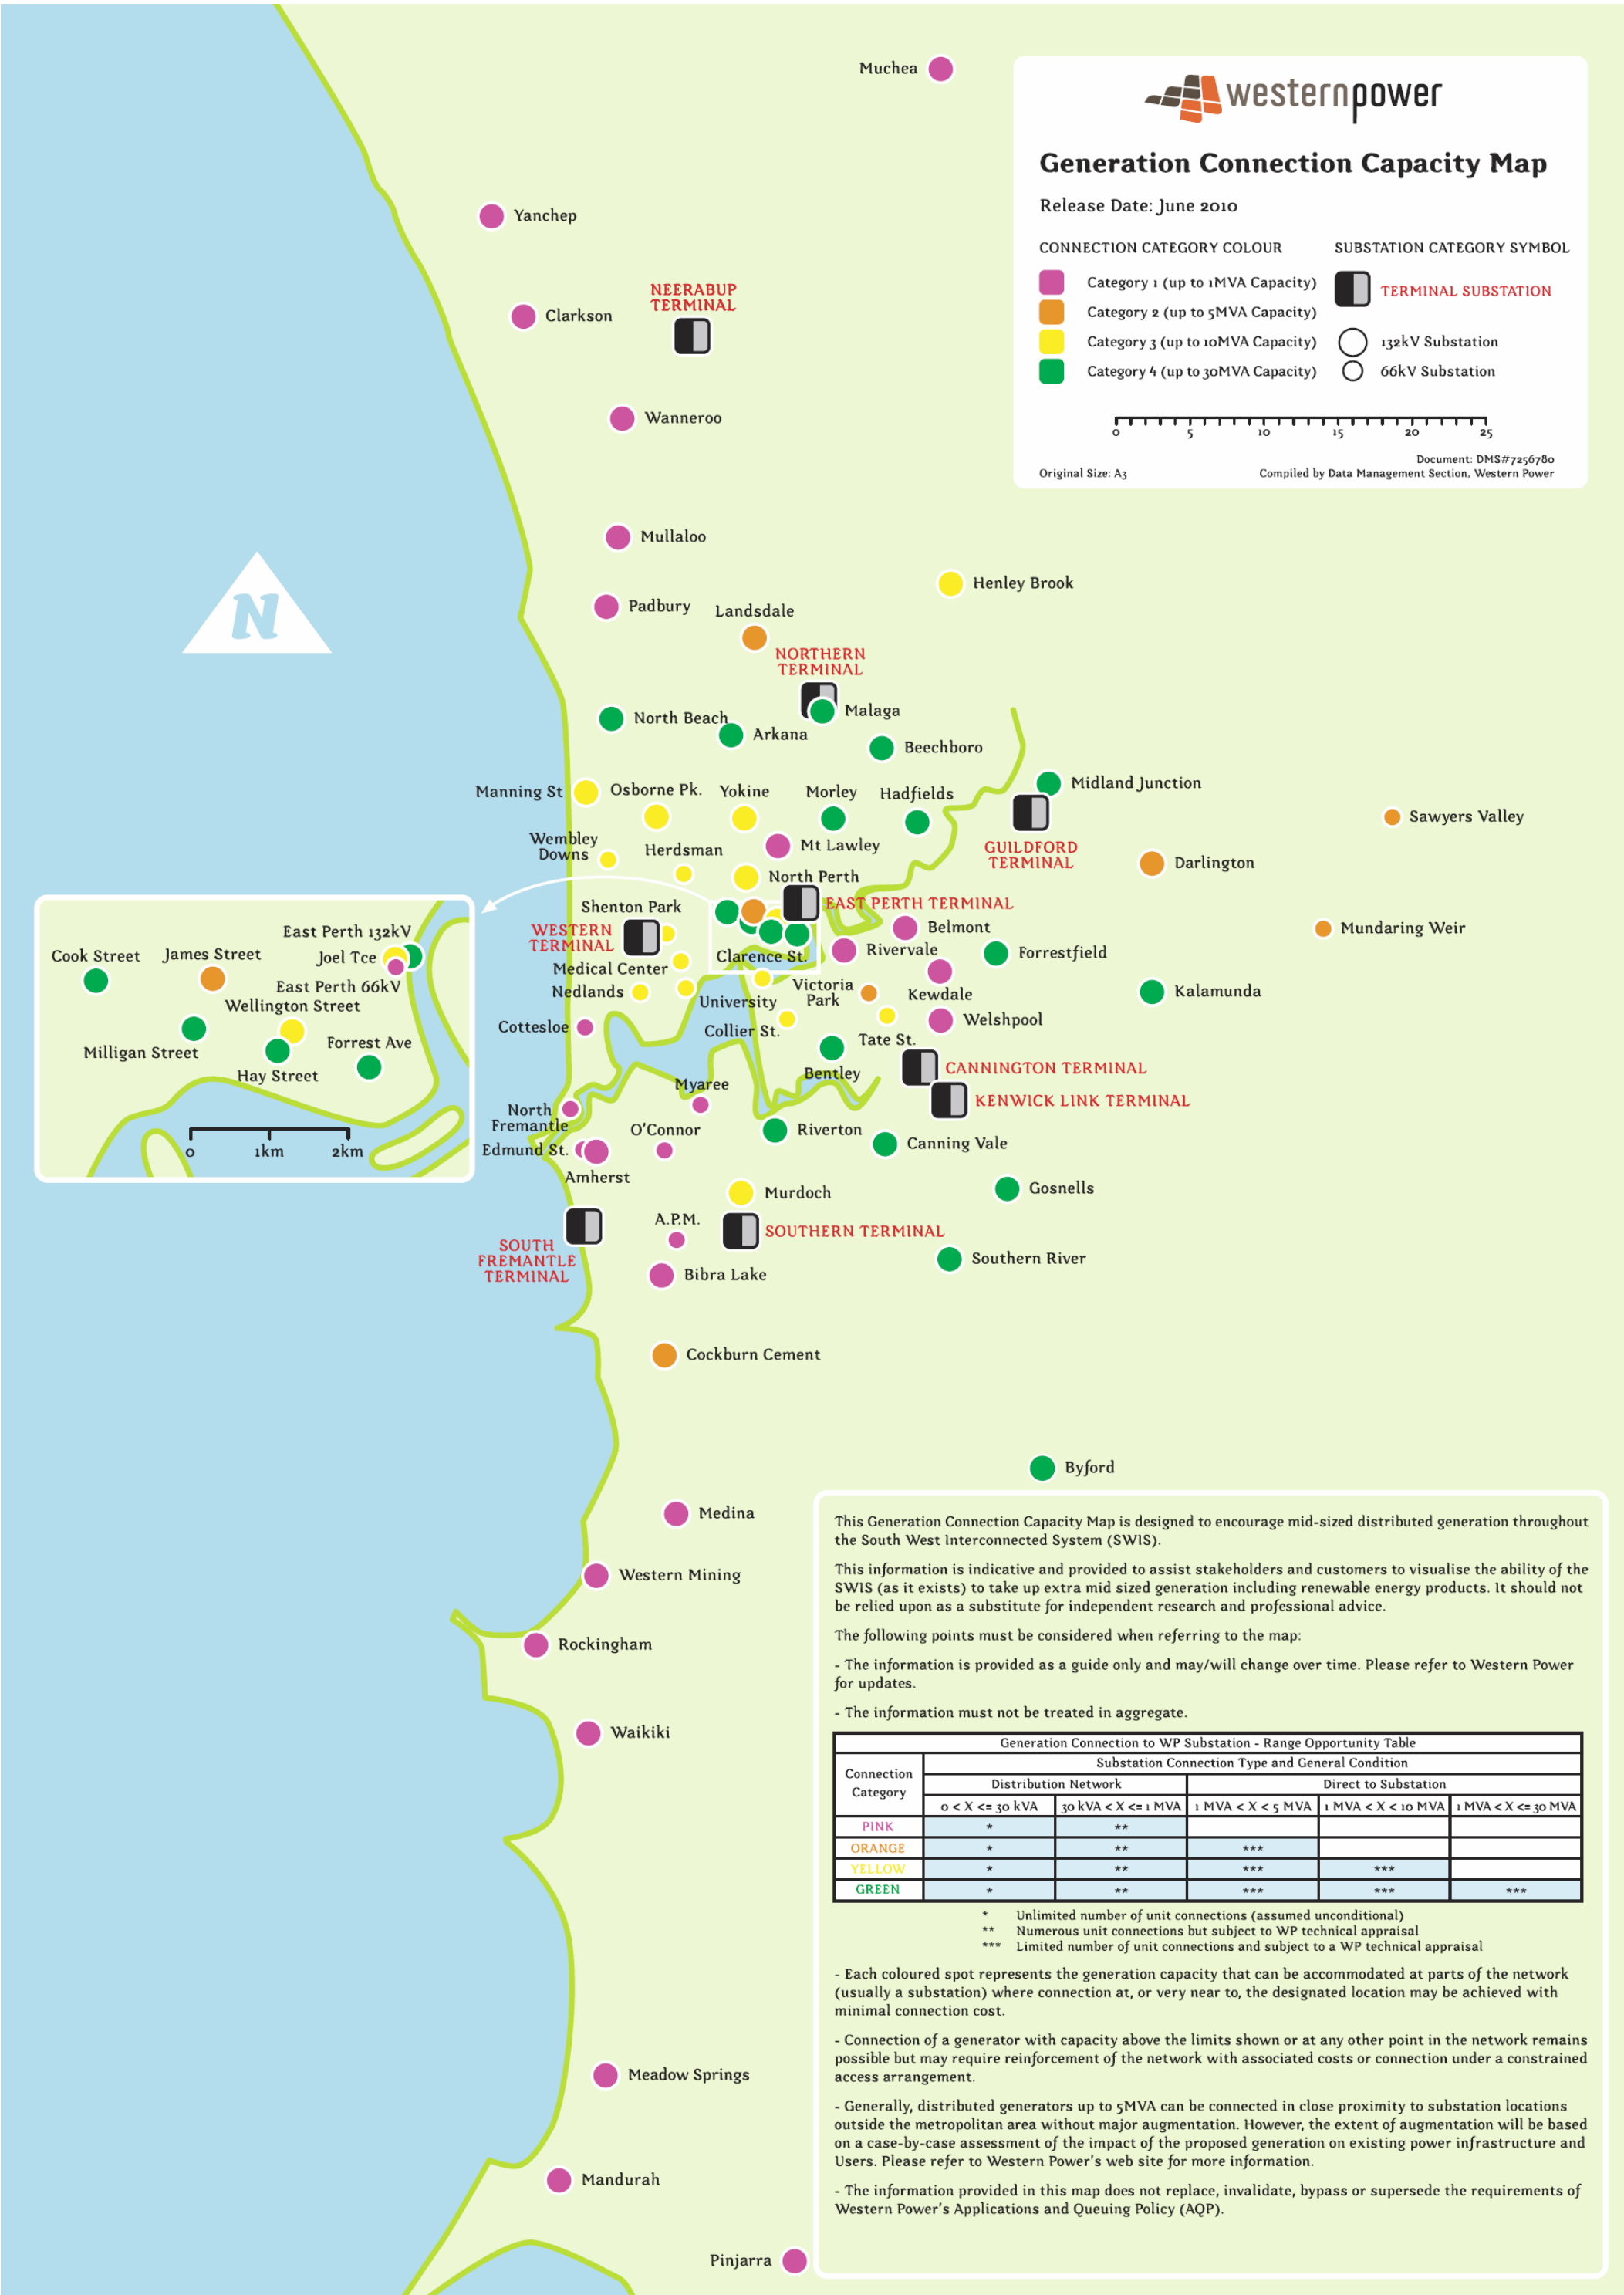 Muchea
westernpower
Generation Connection Capacity Map
Release Date: June 2010
CONNECTION CATEGORY COLOUR
Category 1 (up to 1MVA Capacity)
Category 2 (up to 5MVA Capacity)
Category 3 (up to 10MVA Capacity)
Category 4 (up to 30MVA Capacity)
SUBSTATION CATEGORY SYMBOL
TERMINAL SUBSTATION
132kV Substation
66kV Substation
0 5 10 15 20 25
Document: DMS#7256780
Original Size: A3
Compiled by Data Management Section, Western Power
Yanchep
Clarkson
NEERABUP
TERMINAL
Wanneroo
Mullaloo
N
Henley Brook
Padbury
Landsdale
NORTHERN
TERMINAL
North Beach
Malaga
Arkana
Beechboro
Midland Junction
Manning St
Osborne Pk.
Yokine
Morley
Hadfields
Sawyers Valley
Wembley
Downs
Herdsman
Mt Lawley
GUILDFORD
TERMINAL
Darlington
North Perth
Shenton Park
EAST PERTH TERMINAL
WESTERN
TERMINAL
Belmont
Mundaring Weir
Clarence St.
Rivervale
Forrestfield
Medical Center
Nedlands
University
Victoria
Park
Kewdale
Kalamunda
Cottesloe
Collier St.
Welshpool
Tate St.
Bentley
CANNINGTON TERMINAL
Myaree
KENWICK LINK TERMINAL
North
Fremantle
O'Connor
Riverton
Canning Vale
Edmund St.
Amherst
Murdoch
Gosnells
A.P.M.
SOUTHERN TERMINAL
SOUTH
FREMANTLE
TERMINAL
Southern River
Bibra Lake
Cockburn Cement
East Perth 132kV
Cook Street
James Street
Joel Tce
East Perth 66kV
Wellington Street
Milligan Street
Forrest Ave
Hay Street
0 1km 2km
Byford
Medina
Western Mining
Rockingham
Waikiki
Meadow Springs
Mandurah
Pinjarra
This Generation Connection Capacity Map is designed to encourage mid-sized distributed generation throughout
the South West Interconnected System (SWIS).
This information is indicative and provided to assist stakeholders and customers to visualise the ability of the
SWIS (as it exists) to take up extra mid sized generation including renewable energy products. It should not
be relied upon as a substitute for independent research and professional advice.
The following points must be considered when referring to the map:
- The information is provided as a guide only and may/will change over time. Please refer to Western Power
for updates.
- The information must not be treated in aggregate.
Generation Connection to WP Substation - Range Opportunity Table
Connection
Category
Substation Connection Type and General Condition
Distribution Network Direct to Substation
0 < X <= 30 kVA 30 kVA < X <= 1 MVA 1 MVA < X < 5 MVA 1 MVA < X < 10 MVA 1 MVA < X <= 30 MVA
PINK * **
ORANGE * ** ***
YELLOW * ** *** ***
GREEN * ** *** *** ***
* Unlimited number of unit connections (assumed unconditional)
** Numerous unit connections but subject to WP technical appraisal
*** Limited number of unit connections and subject to a WP technical appraisal
- Each coloured spot represents the generation capacity that can be accommodated at parts of the network
(usually a substation) where connection at, or very near to, the designated location may be achieved with
minimal connection cost.
- Connection of a generator with capacity above the limits shown or at any other point in the network remains
possible but may require reinforcement of the network with associated costs or connection under a constrained
access arrangement.
- Generally, distributed generators up to 5MVA can be connected in close proximity to substation locations
outside the metropolitan area without major augmentation. However, the extent of augmentation will be based
on a case-by-case assessment of the impact of the proposed generation on existing power infrastructure and
Users. Please refer to Western Power's web site for more information.
- The information provided in this map does not replace, invalidate, bypass or supersede the requirements of
Western Power's Applications and Queuing Policy (AQP).